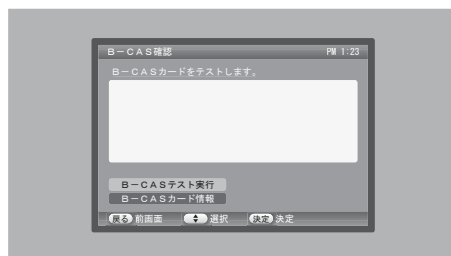 B－CAS確認 PM 1:23
B－CASカードをテストします。
B－CASテスト実行
B－CASカード情報
戻る 前画面 選択 決定 決定